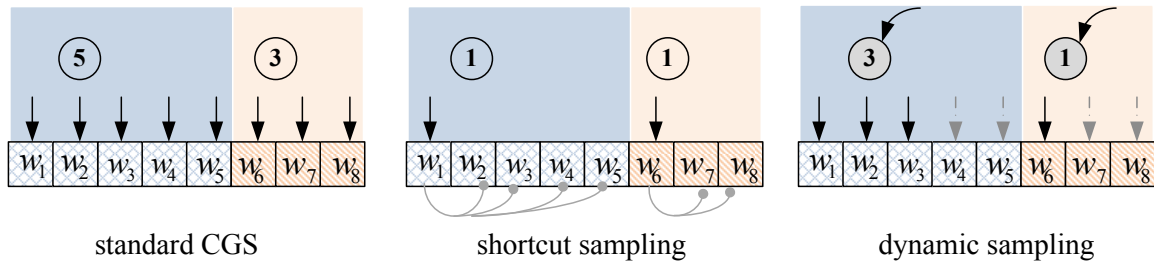 5 3 1 1 3 1
w1 w2 w3 w4 w5 w6 w7 w8 w1 w2 w3 w4 w5 w6 w7 w8 w1 w2 w3 w4 w5 w6 w7 w8
standard CGS shortcut sampling dynamic sampling